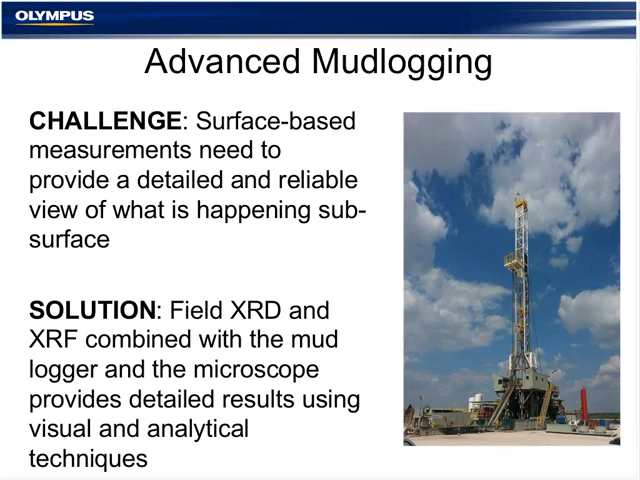 OLYMPUS
Advanced Mudlogging
CHALLENGE: Surface-based
measurements need to
provide a detailed and reliable
view of what is happening sub-
surface
SOLUTION: Field XRD and
XRF combined with the mud
logger and the microscope
provides detailed results using
visual and analytical
techniques